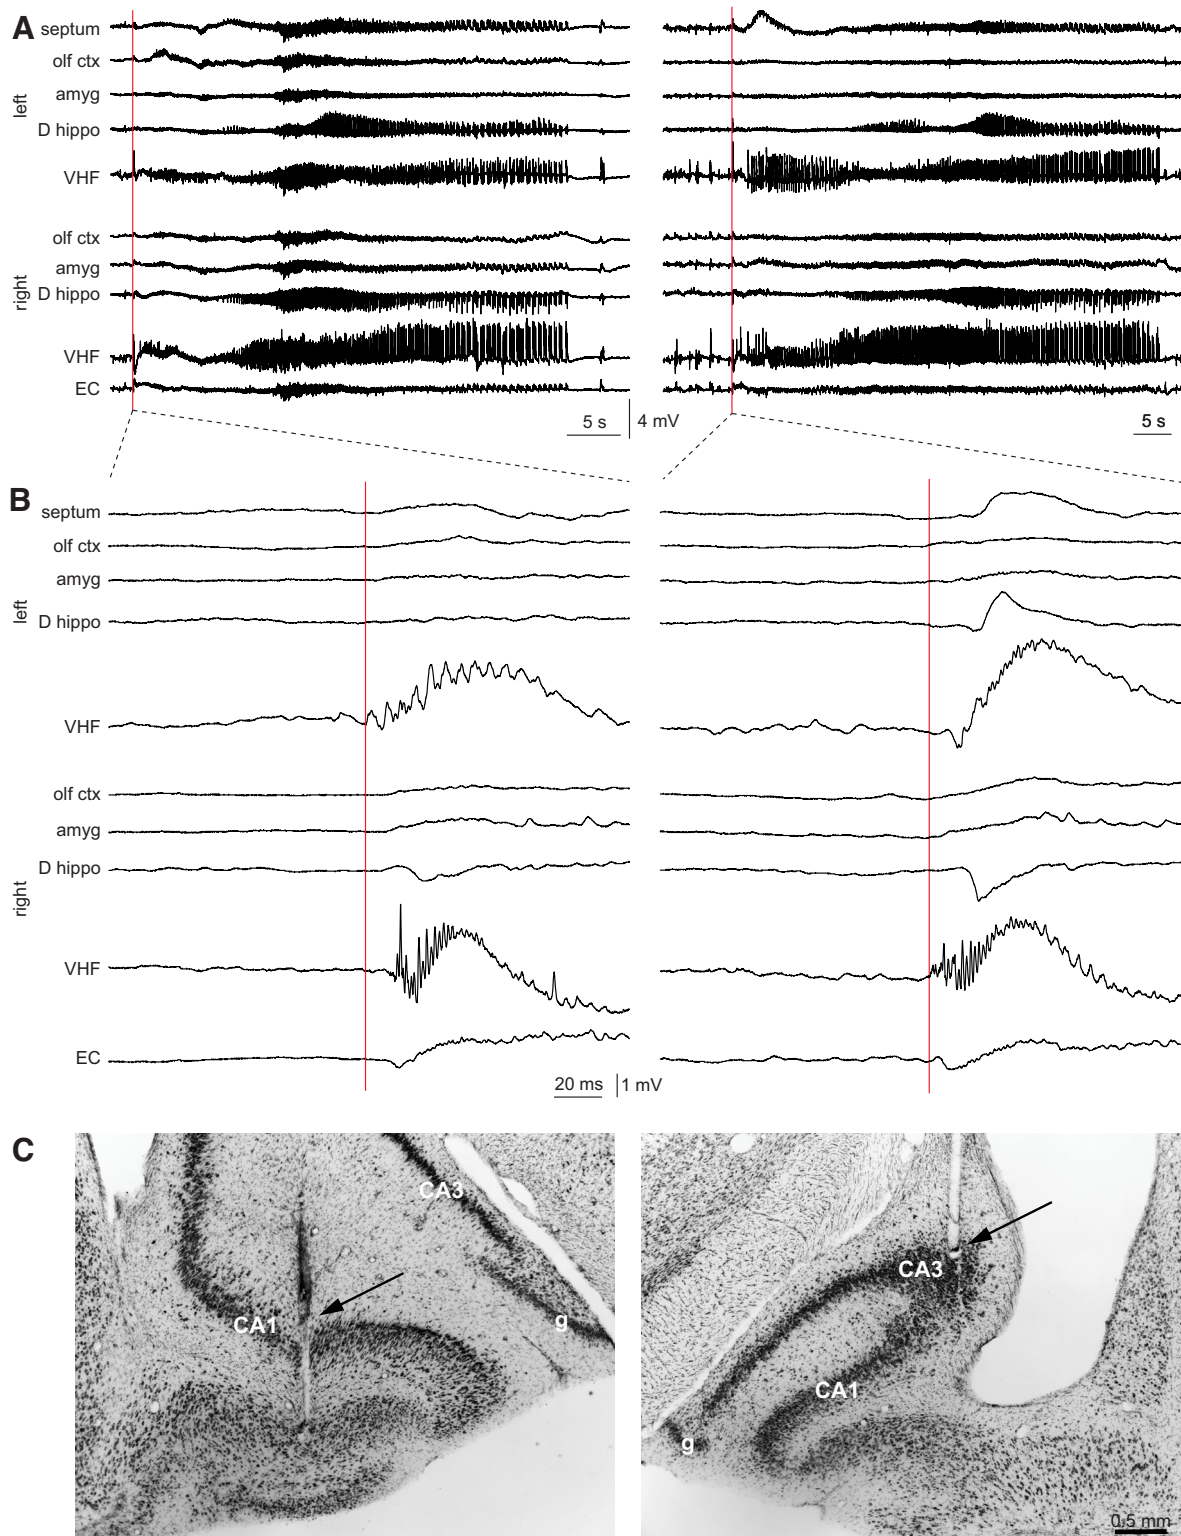 A
septum
olf ctx
amyg
left
D hippo
VHF
olf ctx
amyg
right
D hippo
VHF
EC
5 s
4 mV
5 s
B
septum
olf ctx
amyg
left
D hippo
VHF
olf ctx
amyg
D hippo
right
VHF
EC
20 ms
1 mV
C
CA3
CA1
g
CA3
CA1
g
0.5 mm